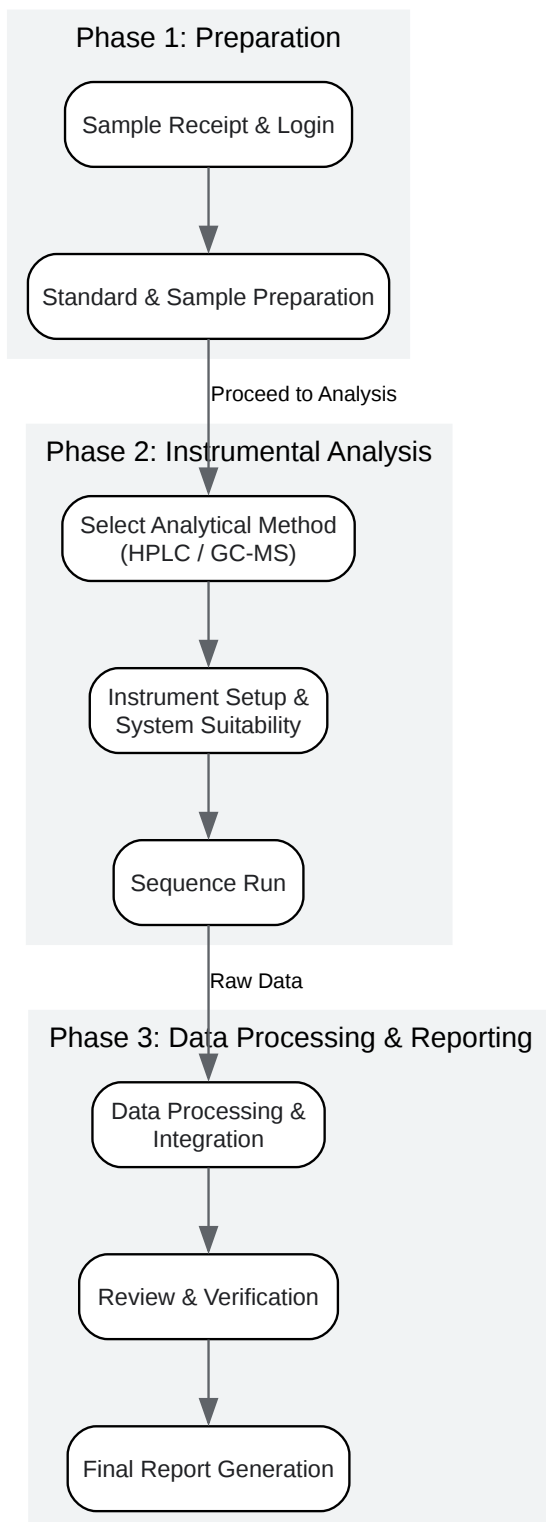 Phase 1: Preparation
Sample Receipt & Login
Standard & Sample Preparation
Proceed to Analysis
Phase 2: Instrumental Analysis
Select Analytical Method
(HPLC / GC-MS)
Instrument Setup &
System Suitability
Sequence Run
Raw Data
Phase 3: Data Processing & Reporting
Data Processing &
Integration
Review & Verification
Final Report Generation